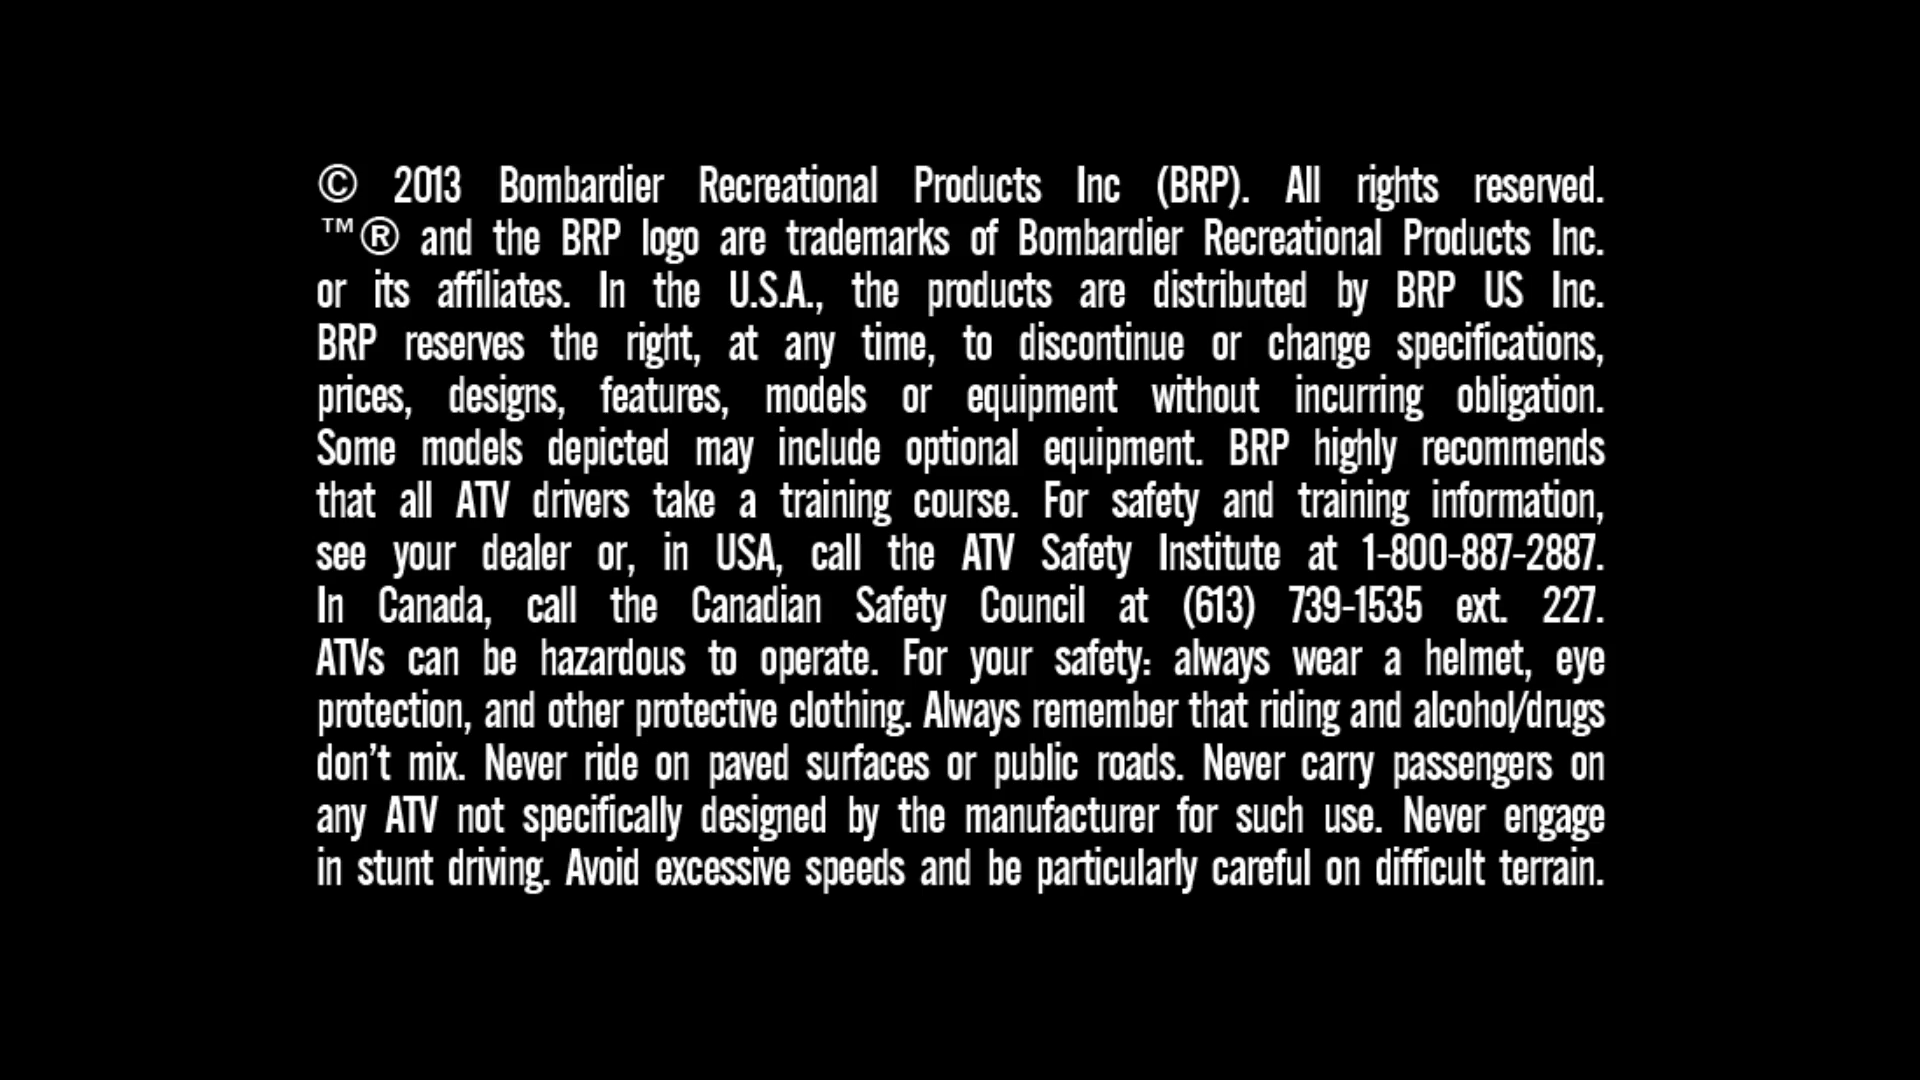 © 2013 Bombardier Recreational Products Inc (BRP). All rights reserved.
™® and the BRP logo are trademarks of Bombardier Recreational Products Inc.
or its affiliates. In the U.S.A., the products are distributed by BRP US Inc.
BRP reserves the right, at any time, to discontinue or change specifications,
prices, designs, features, models or equipment without incurring obligation.
Some models depicted may include optional equipment. BRP highly recommends
that all ATV drivers take a training course. For safety and training information,
see your dealer or, in USA, call the ATV Safety Institute at 1-800-887-2887.
In Canada, call the Canadian Safety Council at (613) 739-1535 ext. 227.
ATVs can be hazardous to operate. For your safety: always wear a helmet, eye
protection, and other protective clothing. Always remember that riding and alcohol/drugs
don’t mix. Never ride on paved surfaces or public roads. Never carry passengers on
any ATV not specifically designed by the manufacturer for such use. Never engage
in stunt driving. Avoid excessive speeds and be particularly careful on difficult terrain.